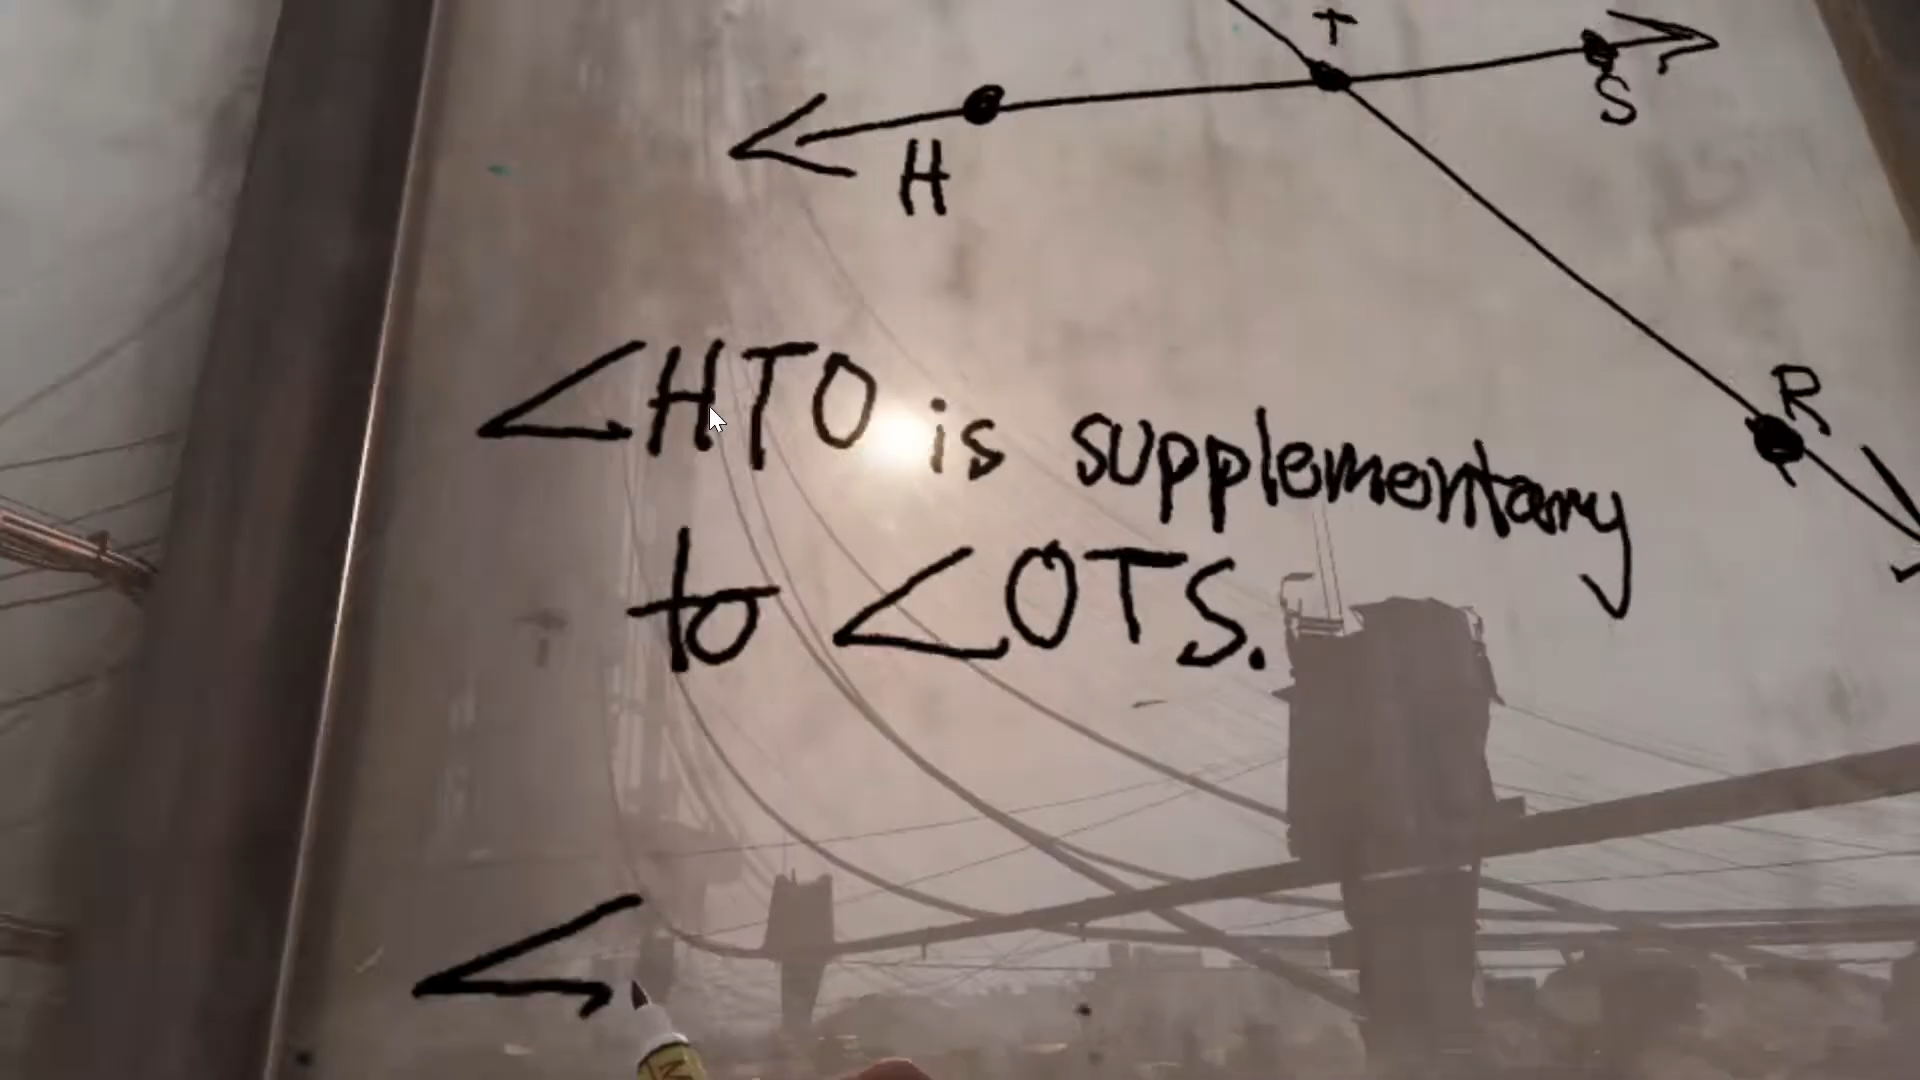 T
S
H
R
∠HTO is supplementary
to ∠OTS.
∠